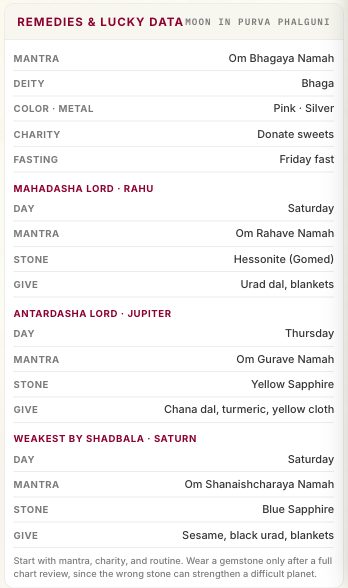 REMEDIES & LUCKY DATA MOON IN PURVA PHALGUNI
MANTRA Om Bhagaya Namah
DEITY Bhaga
COLOR · METAL Pink · Silver
CHARITY Donate sweets
FASTING Friday fast
MAHADASHA LORD · RAHU
DAY Saturday
MANTRA Om Rahave Namah
STONE Hessonite (Gomed)
GIVE Urad dal, blankets
ANTARDASHA LORD · JUPITER
DAY Thursday
MANTRA Om Gurave Namah
STONE Yellow Sapphire
GIVE Chana dal, turmeric, yellow cloth
WEAKEST BY SHADBALA · SATURN
DAY Saturday
MANTRA Om Shanaishcharaya Namah
STONE Blue Sapphire
GIVE Sesame, black urad, blankets
Start with mantra, charity, and routine. Wear a gemstone only after a full
chart review, since the wrong stone can strengthen a difficult planet.